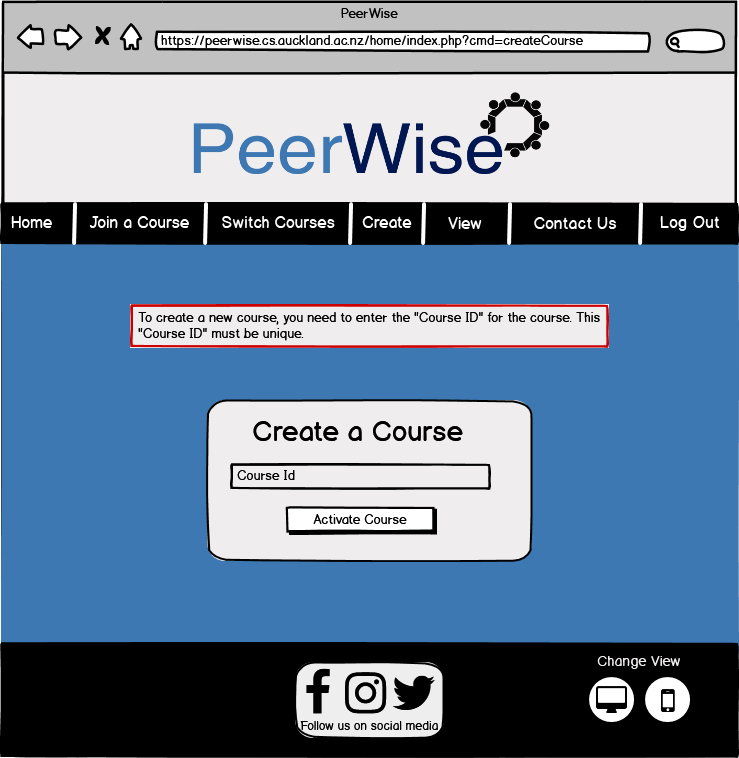 PeerWise
https://peerwise.cs.auckland.ac.nz/home/index.php?cmd=createCourse
PeerWise
Home Join a Course Switch Courses Create View Contact Us Log Out
To create a new course, you need to enter the "Course ID" for the course. This
"Course ID" must be unique.
Create a Course
Course Id
Activate Course
Change View
Follow us on social media